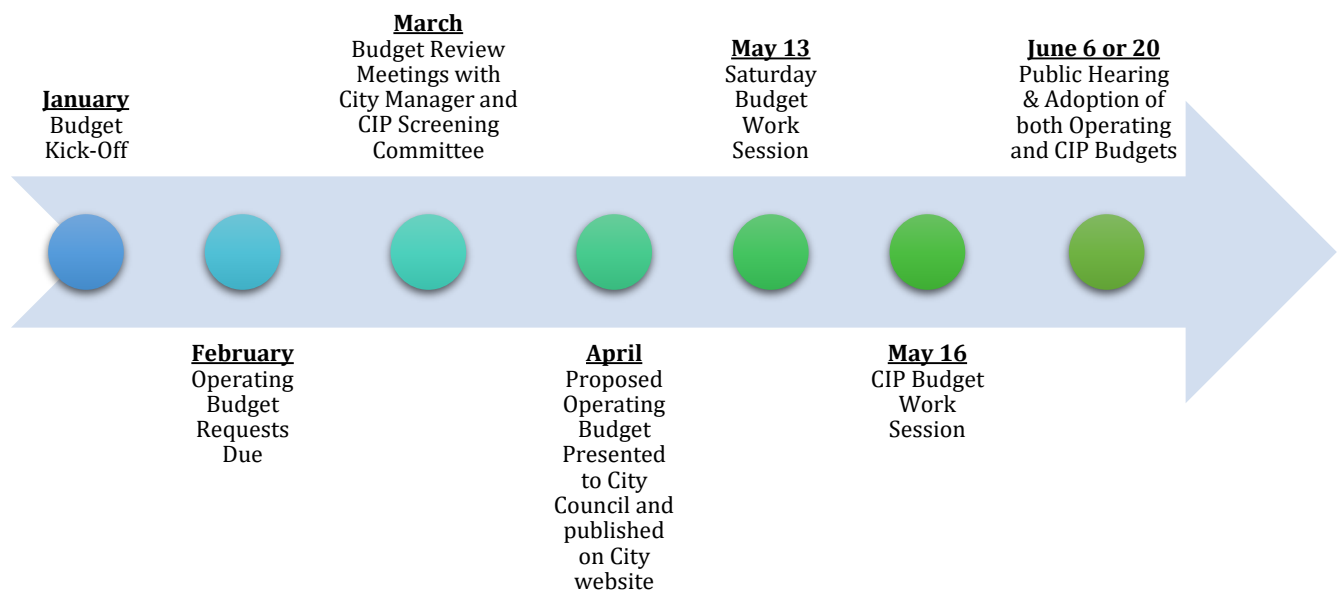 January
Budget
Kick-Off
February
Operating
Budget
Requests
Due
March
Budget Review
Meetings with
City Manager and
CIP Screening
Committee
April
Proposed
Operating
Budget
Presented
to City
Council and
published
on City
website
May 13
Saturday
Budget
Work
Session
May 16
CIP Budget
Work
Session
June 6 or 20
Public Hearing
& Adoption of
both Operating
and CIP Budgets